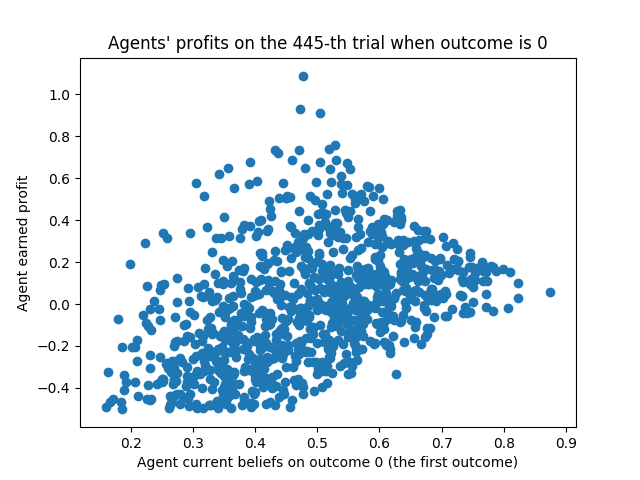 Agents' profits on the 445-th trial when outcome is 0
1.0
0.8
0.6
0.4
0.2
0.0
−0.2
−0.4
Agent earned profit
0.2 0.3 0.4 0.5 0.6 0.7 0.8 0.9
Agent current beliefs on outcome 0 (the first outcome)